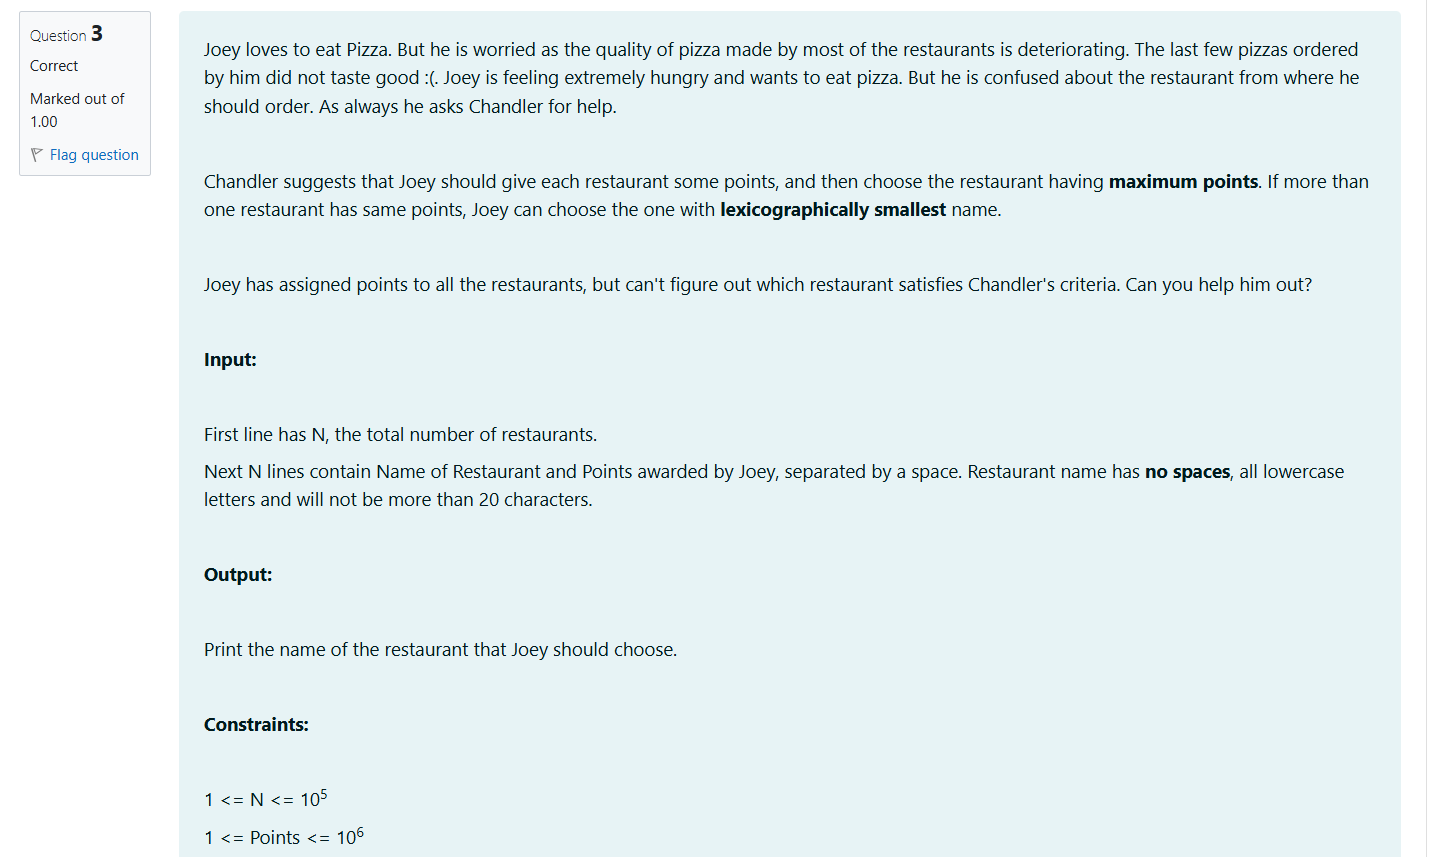 Question 3
Correct
Marked out of
1.00
Flag question
Joey loves to eat Pizza. But he is worried as the quality of pizza made by most of the restaurants is deteriorating. The last few pizzas ordered
by him did not taste good :(. Joey is feeling extremely hungry and wants to eat pizza. But he is confused about the restaurant from where he
should order. As always he asks Chandler for help.
Chandler suggests that Joey should give each restaurant some points, and then choose the restaurant having maximum points. If more than
one restaurant has same points, Joey can choose the one with lexicographically smallest name.
Joey has assigned points to all the restaurants, but can't figure out which restaurant satisfies Chandler's criteria. Can you help him out?
Input:
First line has N, the total number of restaurants.
Next N lines contain Name of Restaurant and Points awarded by Joey, separated by a space. Restaurant name has no spaces, all lowercase
letters and will not be more than 20 characters.
Output:
Print the name of the restaurant that Joey should choose.
Constraints:
1 <= N <= 10⁵
1 <= Points <= 10⁶